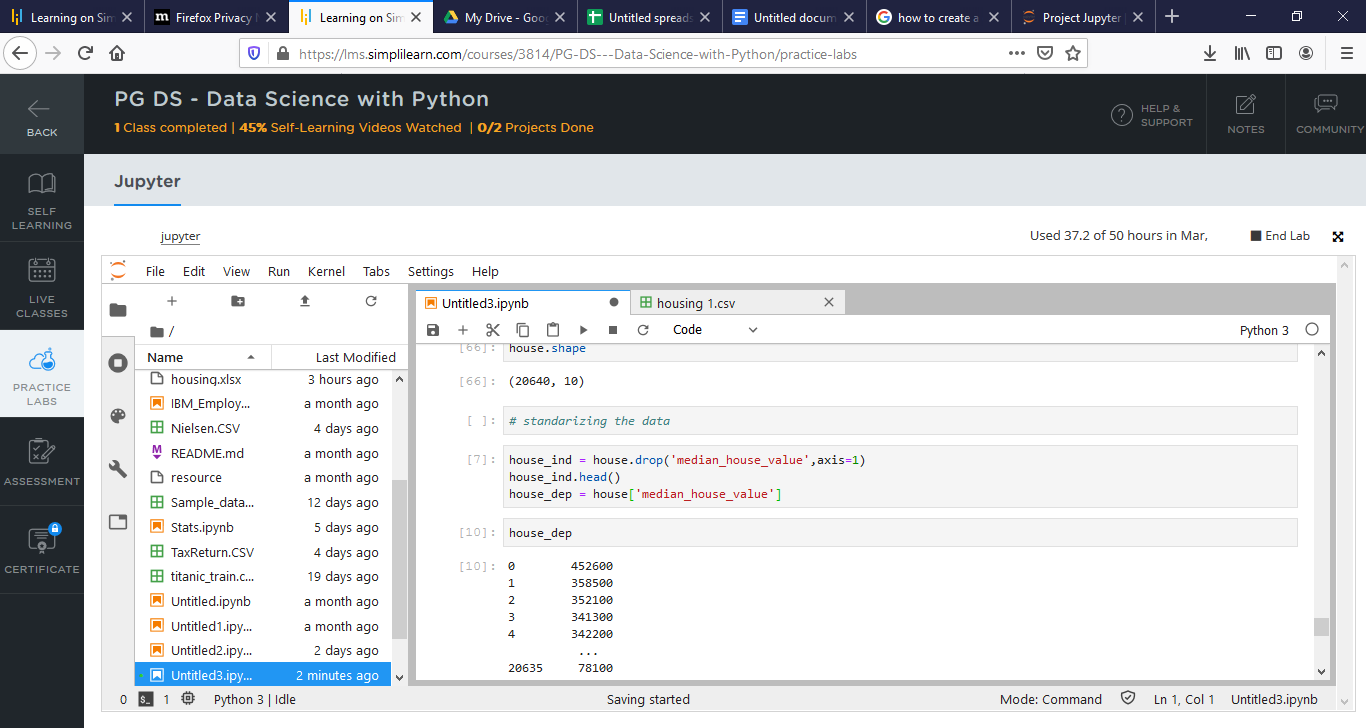 Learning on Sim
Firefox Privacy N
Learning on Sim
My Drive - Goo
Untitled spreads
Untitled docum
how to create a
Project Jupyter |
https://lms.simplilearn.com/courses/3814/PG-DS---Data-Science-with-Python/practice-labs
BACK
PG DS - Data Science with Python
1 Class completed | 45% Self-Learning Videos Watched | 0/2 Projects Done
HELP &
SUPPORT
NOTES
COMMUNITY
SELF
LEARNING
LIVE
CLASSES
PRACTICE
LABS
ASSESSMENT
CERTIFICATE
Jupyter
jupyter
Used 37.2 of 50 hours in Mar,
End Lab
File Edit View Run Kernel Tabs Settings Help
/
Name Last Modified
housing.xlsx 3 hours ago
IBM_Employ... a month ago
Nielsen.CSV 4 days ago
README.md a month ago
resource a month ago
Sample_data... 12 days ago
Stats.ipynb 5 days ago
TaxReturn.CSV 4 days ago
titanic_train.c... 19 days ago
Untitled.ipynb a month ago
Untitled1.ipy... a month ago
Untitled2.ipy... 2 days ago
Untitled3.ipy... 2 minutes ago
Untitled3.ipynb
housing 1.csv
Code
Python 3
[66]: house.shape
[66]: (20640, 10)
[ ]: # standarizing the data
[7]: house_ind = house.drop('median_house_value',axis=1)
house_ind.head()
house_dep = house['median_house_value']
[10]: house_dep
[10]: 0 452600
1 358500
2 352100
3 341300
4 342200
...
20635 78100
0 1 Python 3 | Idle
Saving started
Mode: Command
Ln 1, Col 1
Untitled3.ipynb